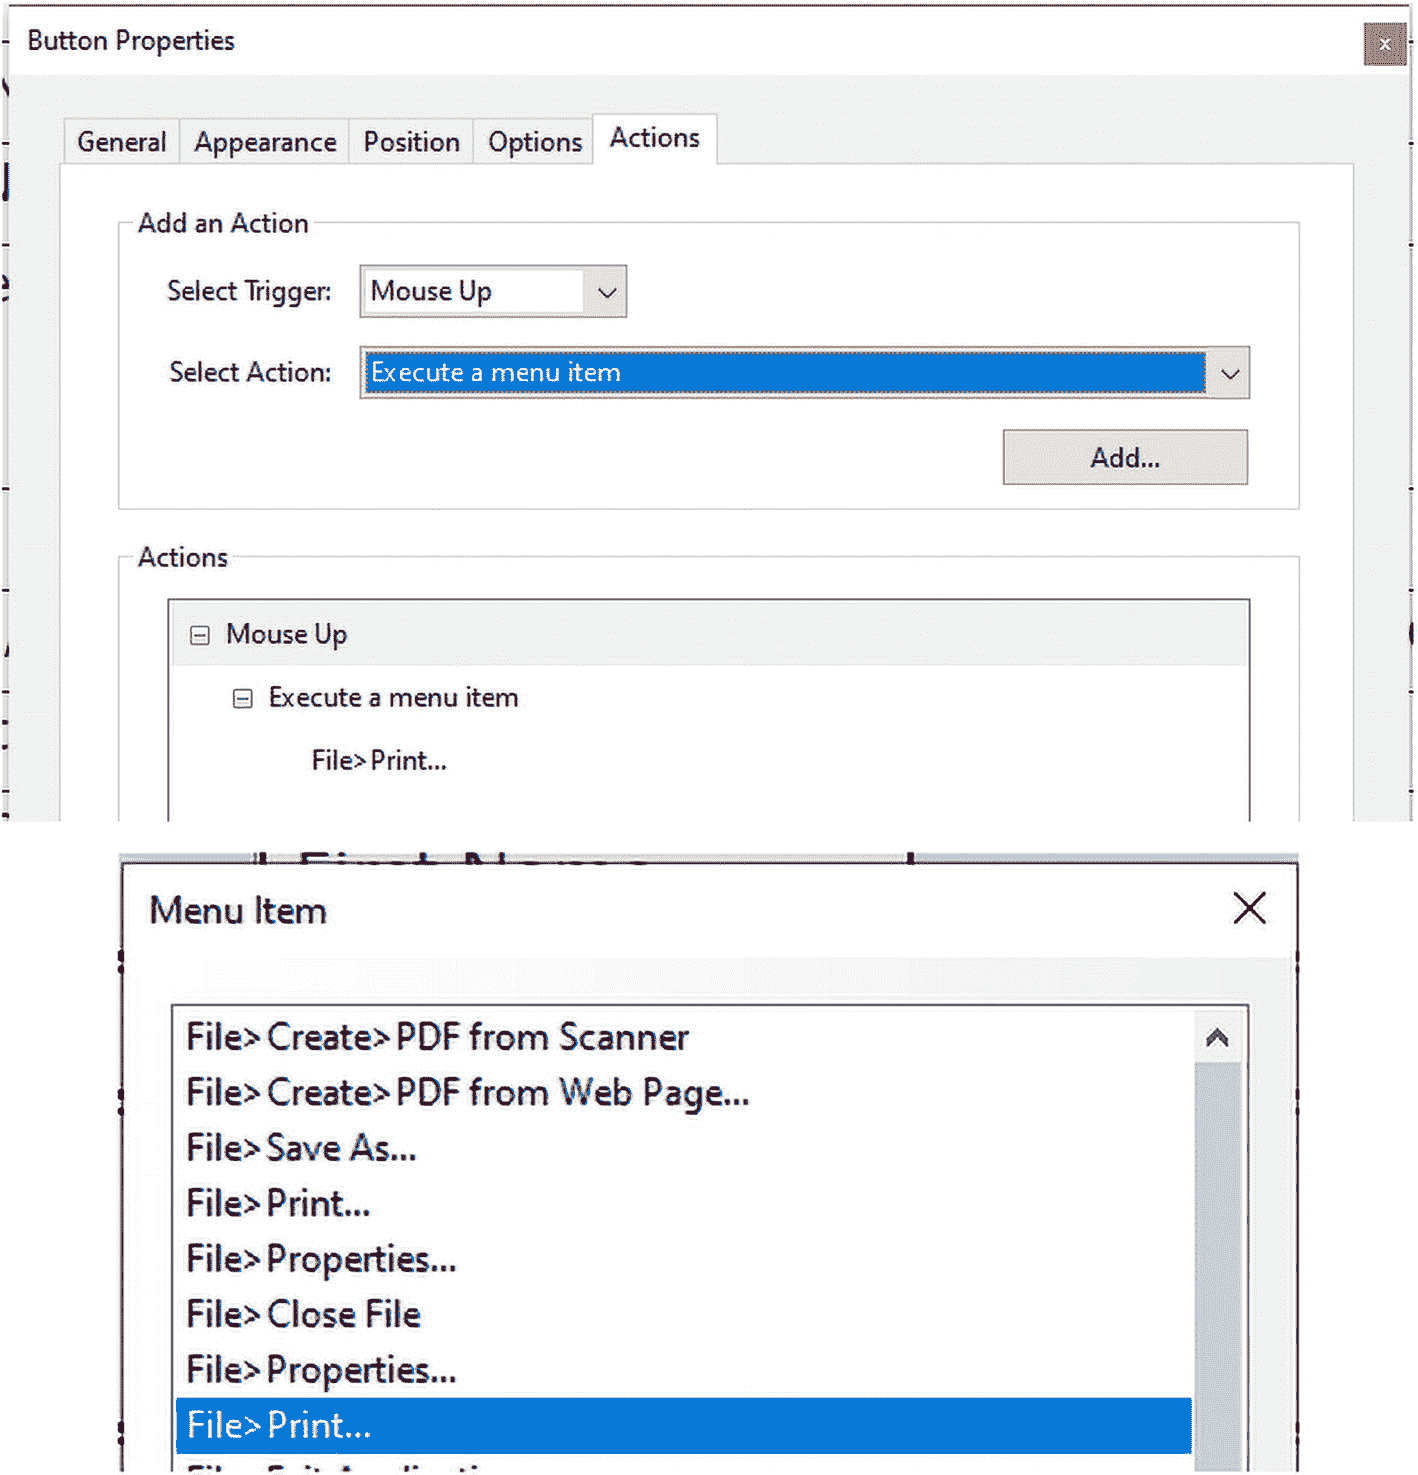 Button Properties
General Appearance Position Options Actions
Add an Action
Select Trigger: Mouse Up
Select Action: Execute a menu item
Add...
Actions
Mouse Up
Execute a menu item
File>Print...
Menu Item
File>Create>PDF from Scanner
File>Create>PDF from Web Page...
File>Save As...
File>Print...
File>Properties...
File>Close File
File>Properties...
File>Print...